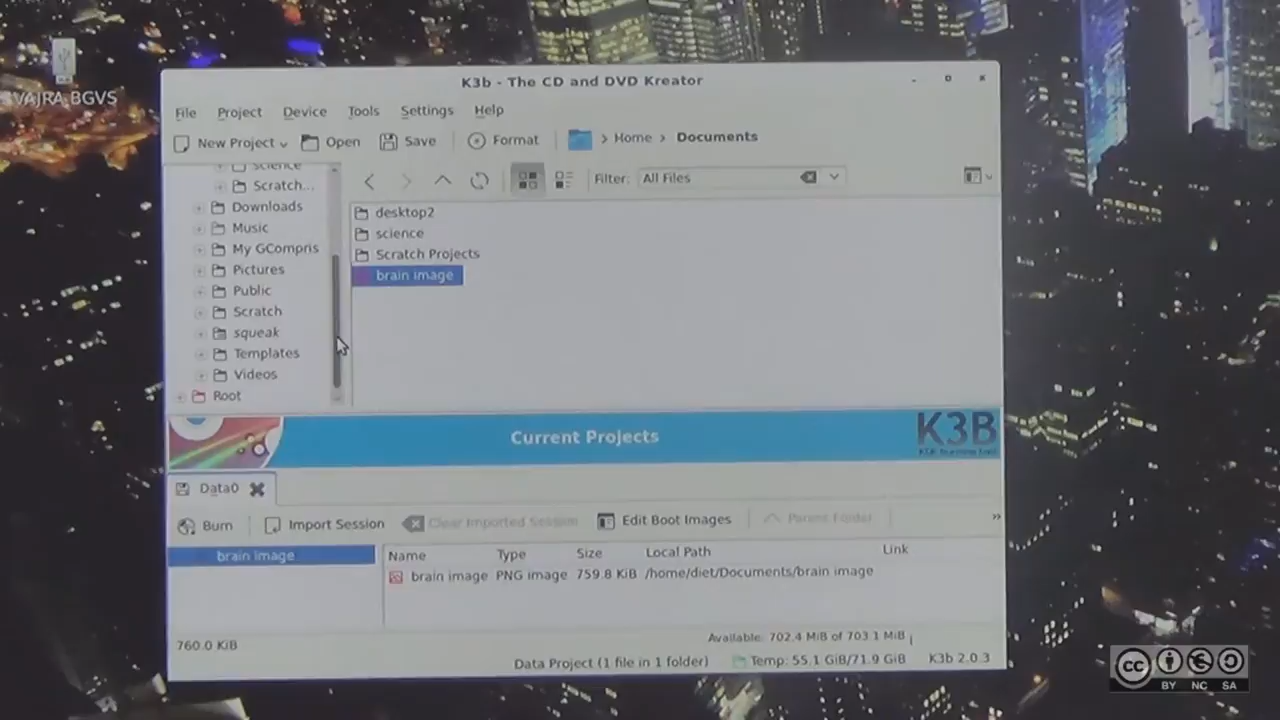 VAJRA BGVS
K3b - The CD and DVD Kreator
File Project Device Tools Settings Help
New Project Open Save Format > Home > Documents
science
Scratch...
Downloads
Music
My GCompris
Pictures
Public
Scratch
squeak
Templates
Videos
Root
Filter: All Files
desktop2
science
Scratch Projects
brain image
Current Projects
K3B
Data0
Burn Import Session Clear Imported Session Edit Boot Images Parent Folder »
brain image
Name Type Size Local Path Link
brain image PNG image 759.8 KiB /home/diet/Documents/brain image
760.0 KiB
Available: 702.4 MiB of 703.1 MiB
Data Project (1 file in 1 folder) Temp: 55.1 GiB/71.9 GiB K3b 2.0.3
cc
BY NC SA